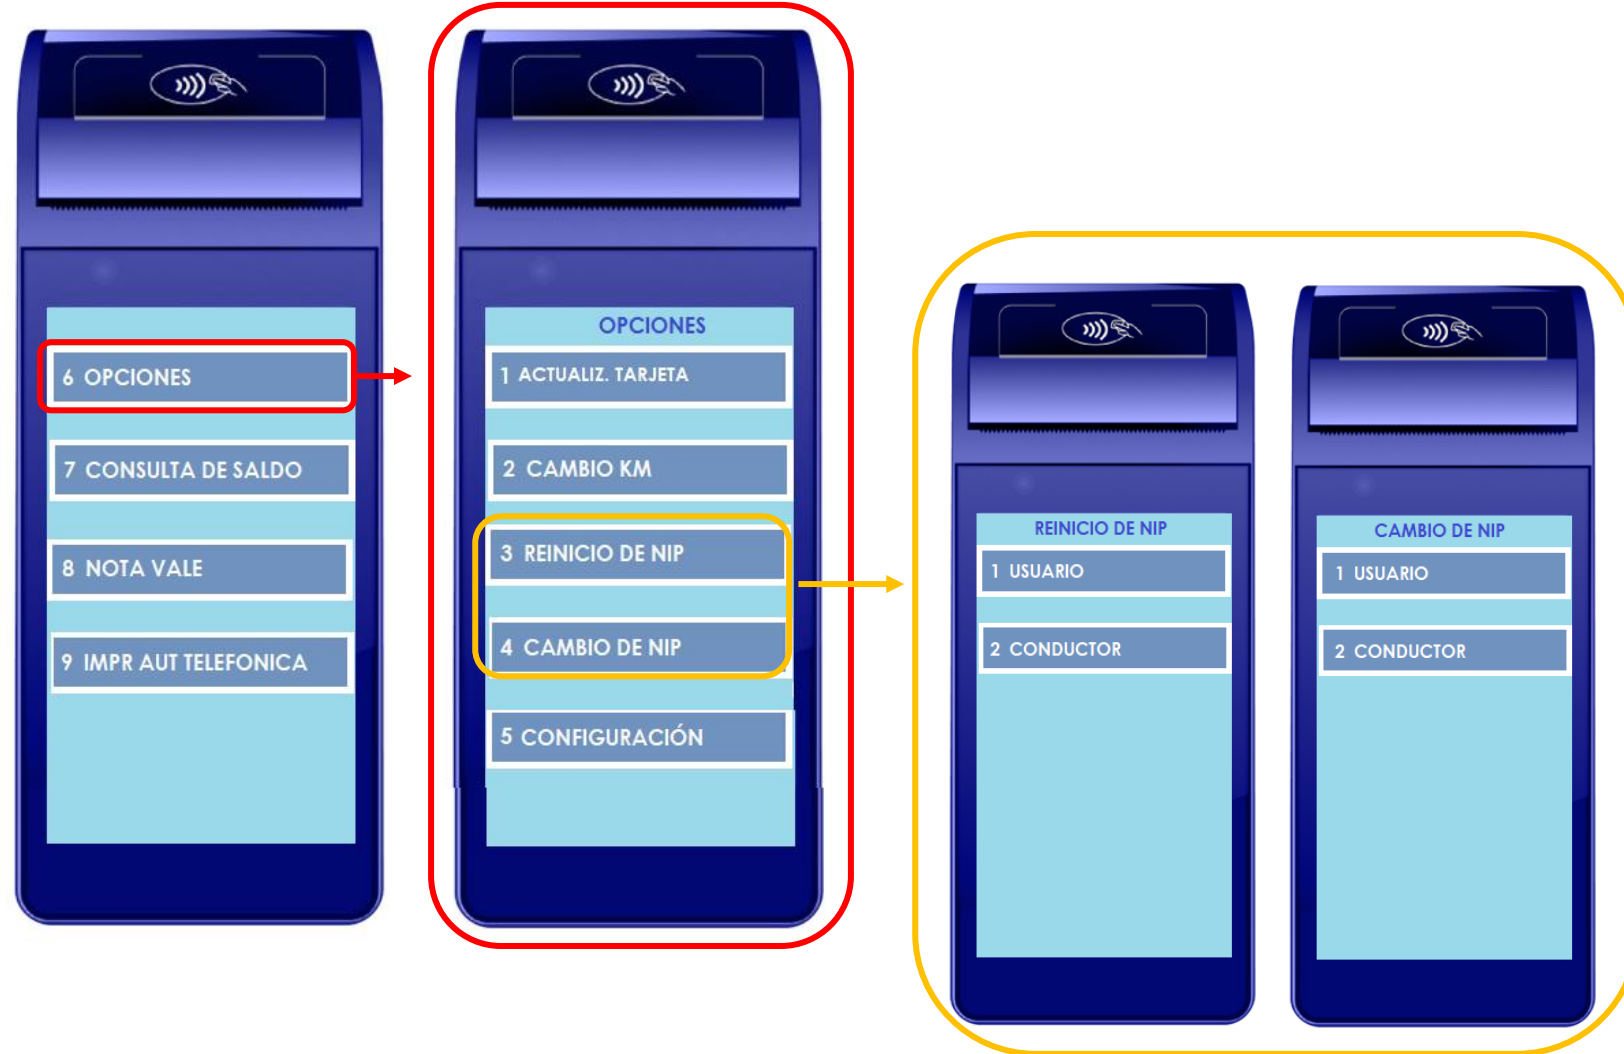 6 OPCIONES
7 CONSULTA DE SALDO
8 NOTA VALE
9 IMPR AUT TELEFONICA
OPCIONES
1 ACTUALIZ. TARJETA
2 CAMBIO KM
3 REINICIO DE NIP
4 CAMBIO DE NIP
5 CONFIGURACIÓN
REINICIO DE NIP
1 USUARIO
2 CONDUCTOR
CAMBIO DE NIP
1 USUARIO
2 CONDUCTOR